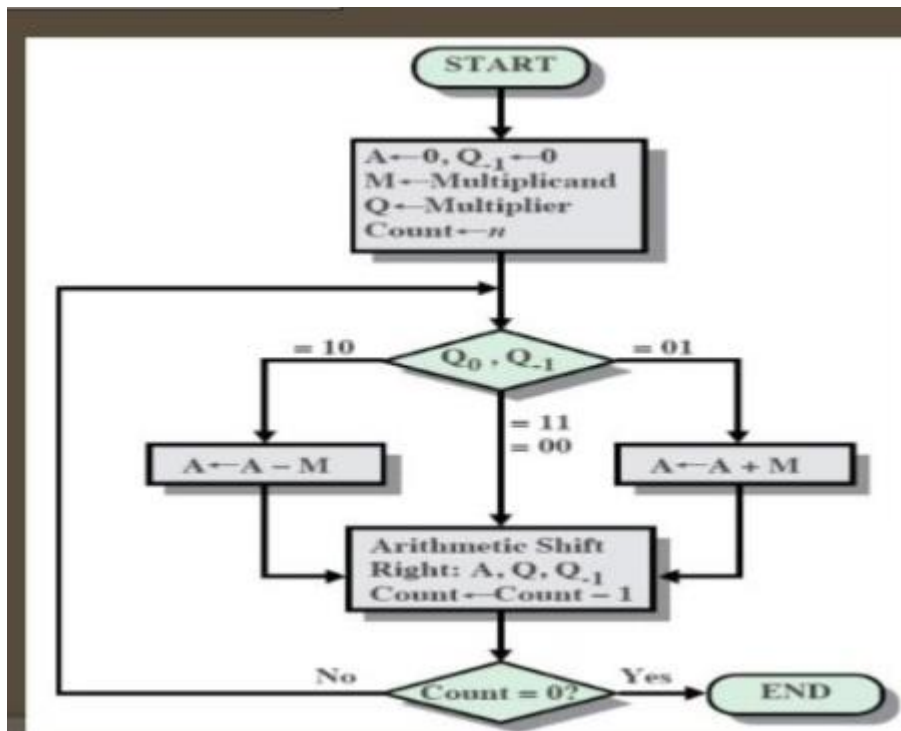 START
A←0, Q₋₁←0
M←Multiplicand
Q←Multiplier
Count←n
= 10
Q₀ , Q₋₁
= 01
= 11
= 00
A←A – M
A←A + M
Arithmetic Shift
Right: A, Q, Q₋₁
Count←Count – 1
No
Count = 0?
Yes
END